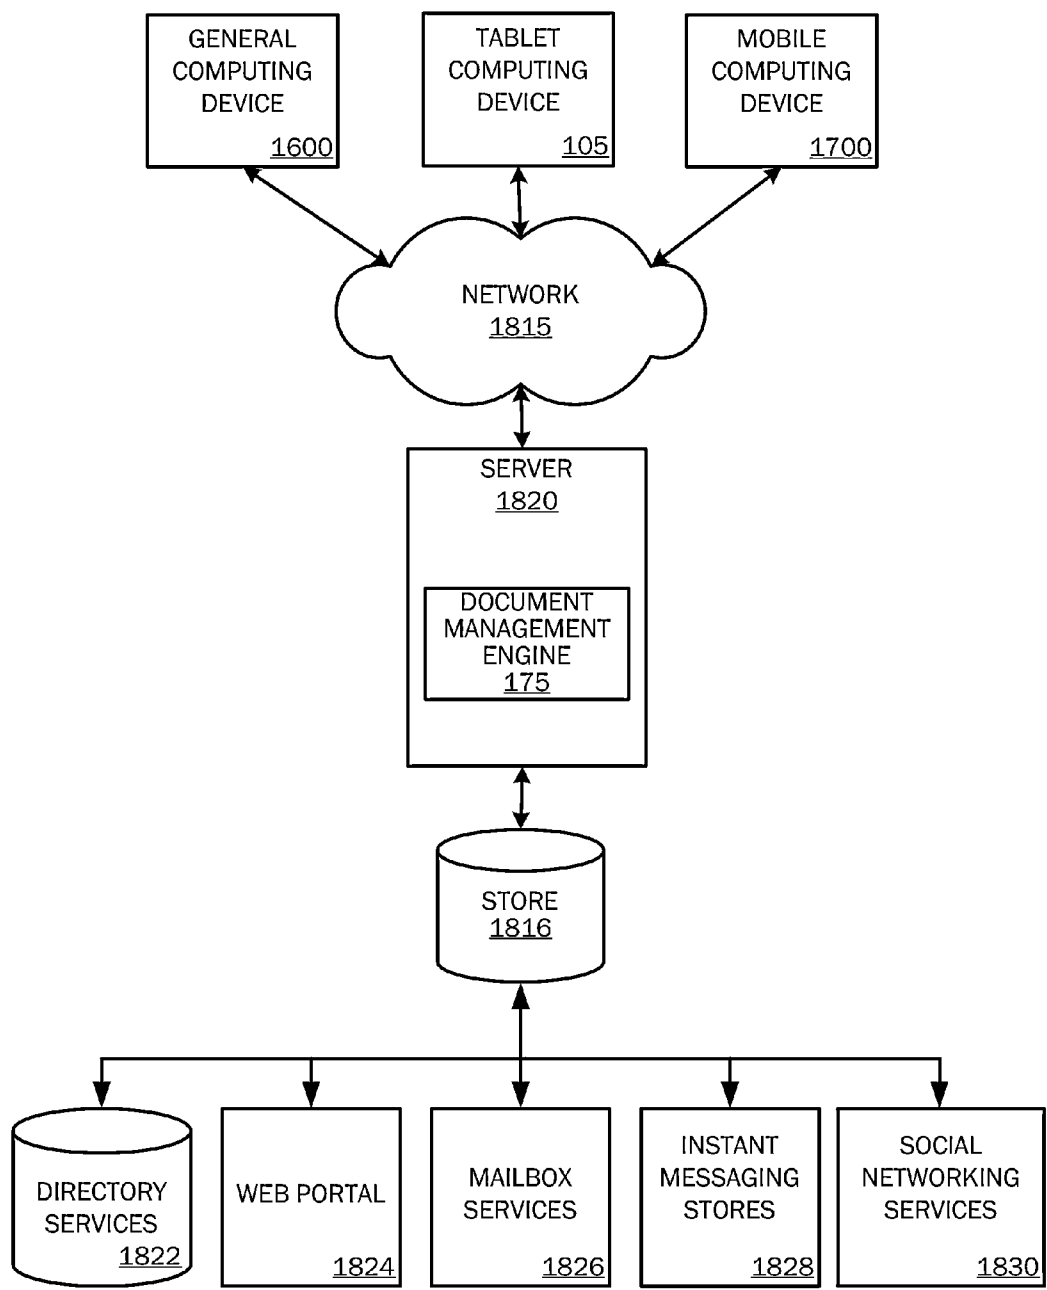 GENERAL
COMPUTING
DEVICE
1600
TABLET
COMPUTING
DEVICE
105
MOBILE
COMPUTING
DEVICE
1700
NETWORK
1815
SERVER
1820
DOCUMENT
MANAGEMENT
ENGINE
175
STORE
1816
DIRECTORY
SERVICES
1822
WEB PORTAL
1824
MAILBOX
SERVICES
1826
INSTANT
MESSAGING
STORES
1828
SOCIAL
NETWORKING
SERVICES
1830